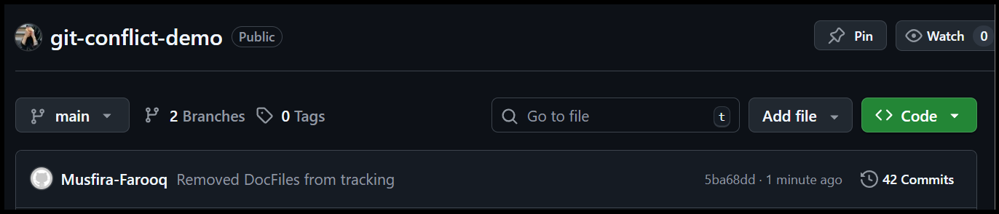 git-conflict-demo Public Pin Watch 0
main 2 Branches 0 Tags Go to file t Add file Code
Musfira-Farooq Removed DocFiles from tracking 5ba68dd · 1 minute ago 42 Commits